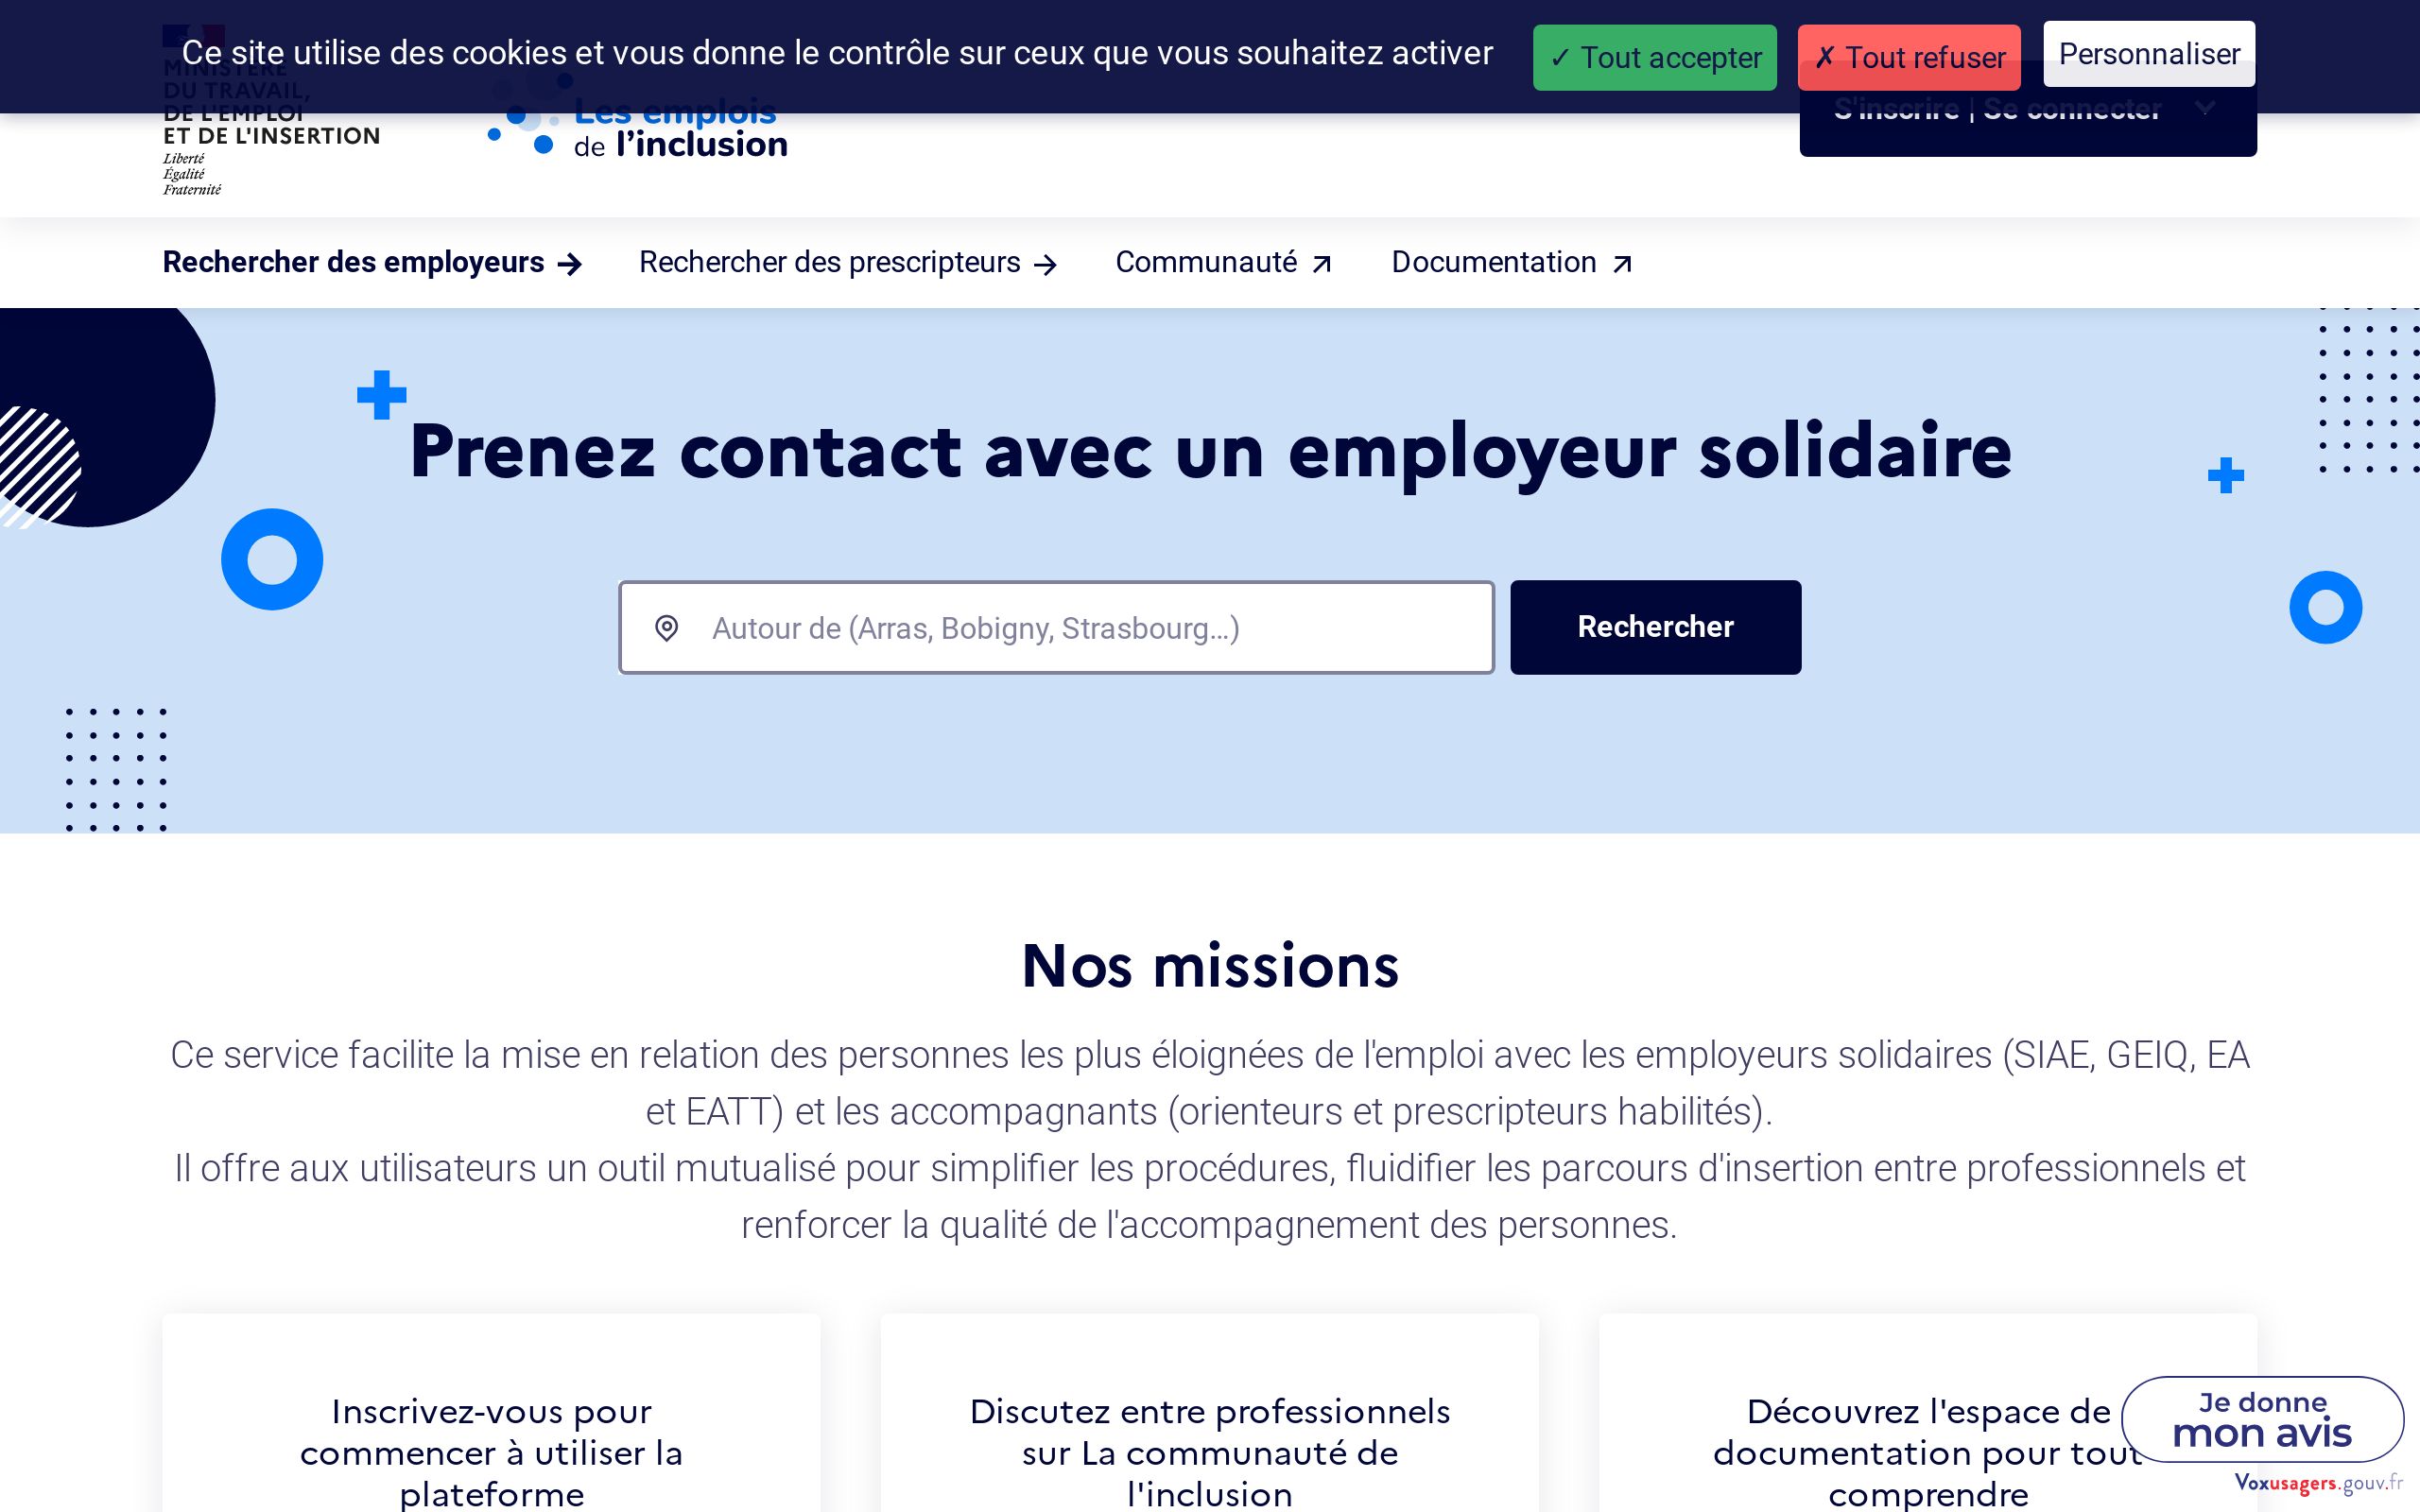 Ce site utilise des cookies et vous donne le contrôle sur ceux que vous souhaitez activer
✓ Tout accepter
✗ Tout refuser
Personnaliser
MINISTÈRE
DU TRAVAIL,
DE L'EMPLOI
ET DE L'INSERTION
Liberté
Égalité
Fraternité
Les emplois
de l'inclusion
S'inscrire | Se connecter
Rechercher des employeurs
Rechercher des prescripteurs
Communauté
Documentation
Prenez contact avec un employeur solidaire
Autour de (Arras, Bobigny, Strasbourg…)
Rechercher
Nos missions
Ce service facilite la mise en relation des personnes les plus éloignées de l'emploi avec les employeurs solidaires (SIAE, GEIQ, EA
et EATT) et les accompagnants (orienteurs et prescripteurs habilités).
Il offre aux utilisateurs un outil mutualisé pour simplifier les procédures, fluidifier les parcours d'insertion entre professionnels et
renforcer la qualité de l'accompagnement des personnes.
Inscrivez-vous pour
commencer à utiliser la
plateforme
Discutez entre professionnels
sur La communauté de
l'inclusion
Découvrez l'espace de
documentation pour tout
comprendre
Je donne
mon avis
Voxusagers.gouv.fr